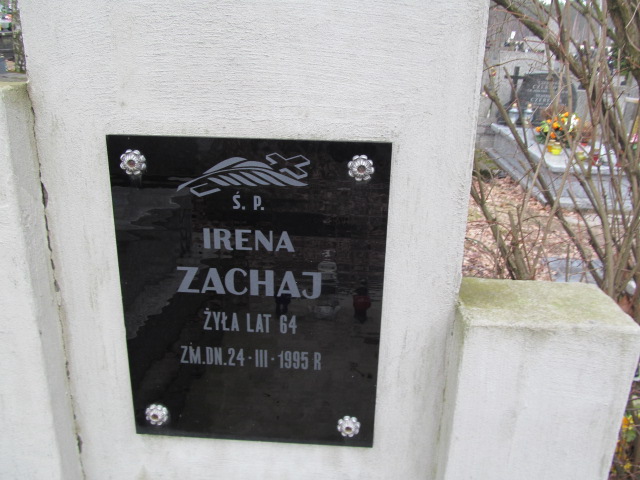 Ś. P.
IRENA
ZACHAJ
ŻYŁA LAT 64
ZM.DN.24-III-1995 R